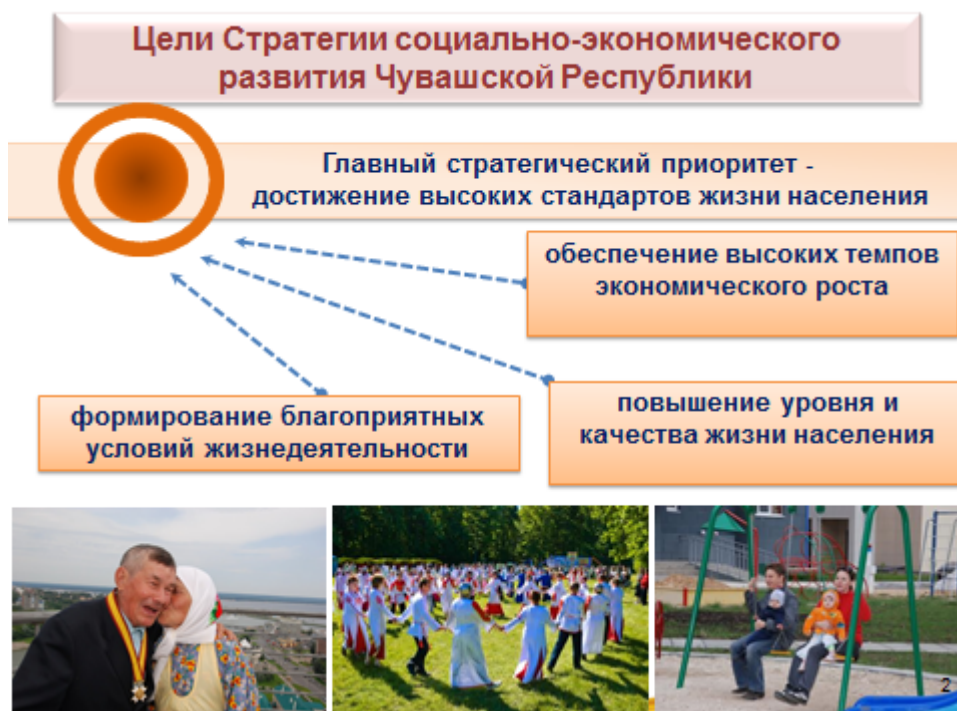 Цели Стратегии социально-экономического
развития Чувашской Республики
Главный стратегический приоритет -
достижение высоких стандартов жизни населения
обеспечение высоких темпов
экономического роста
повышение уровня и
качества жизни населения
формирование благоприятных
условий жизнедеятельности
2